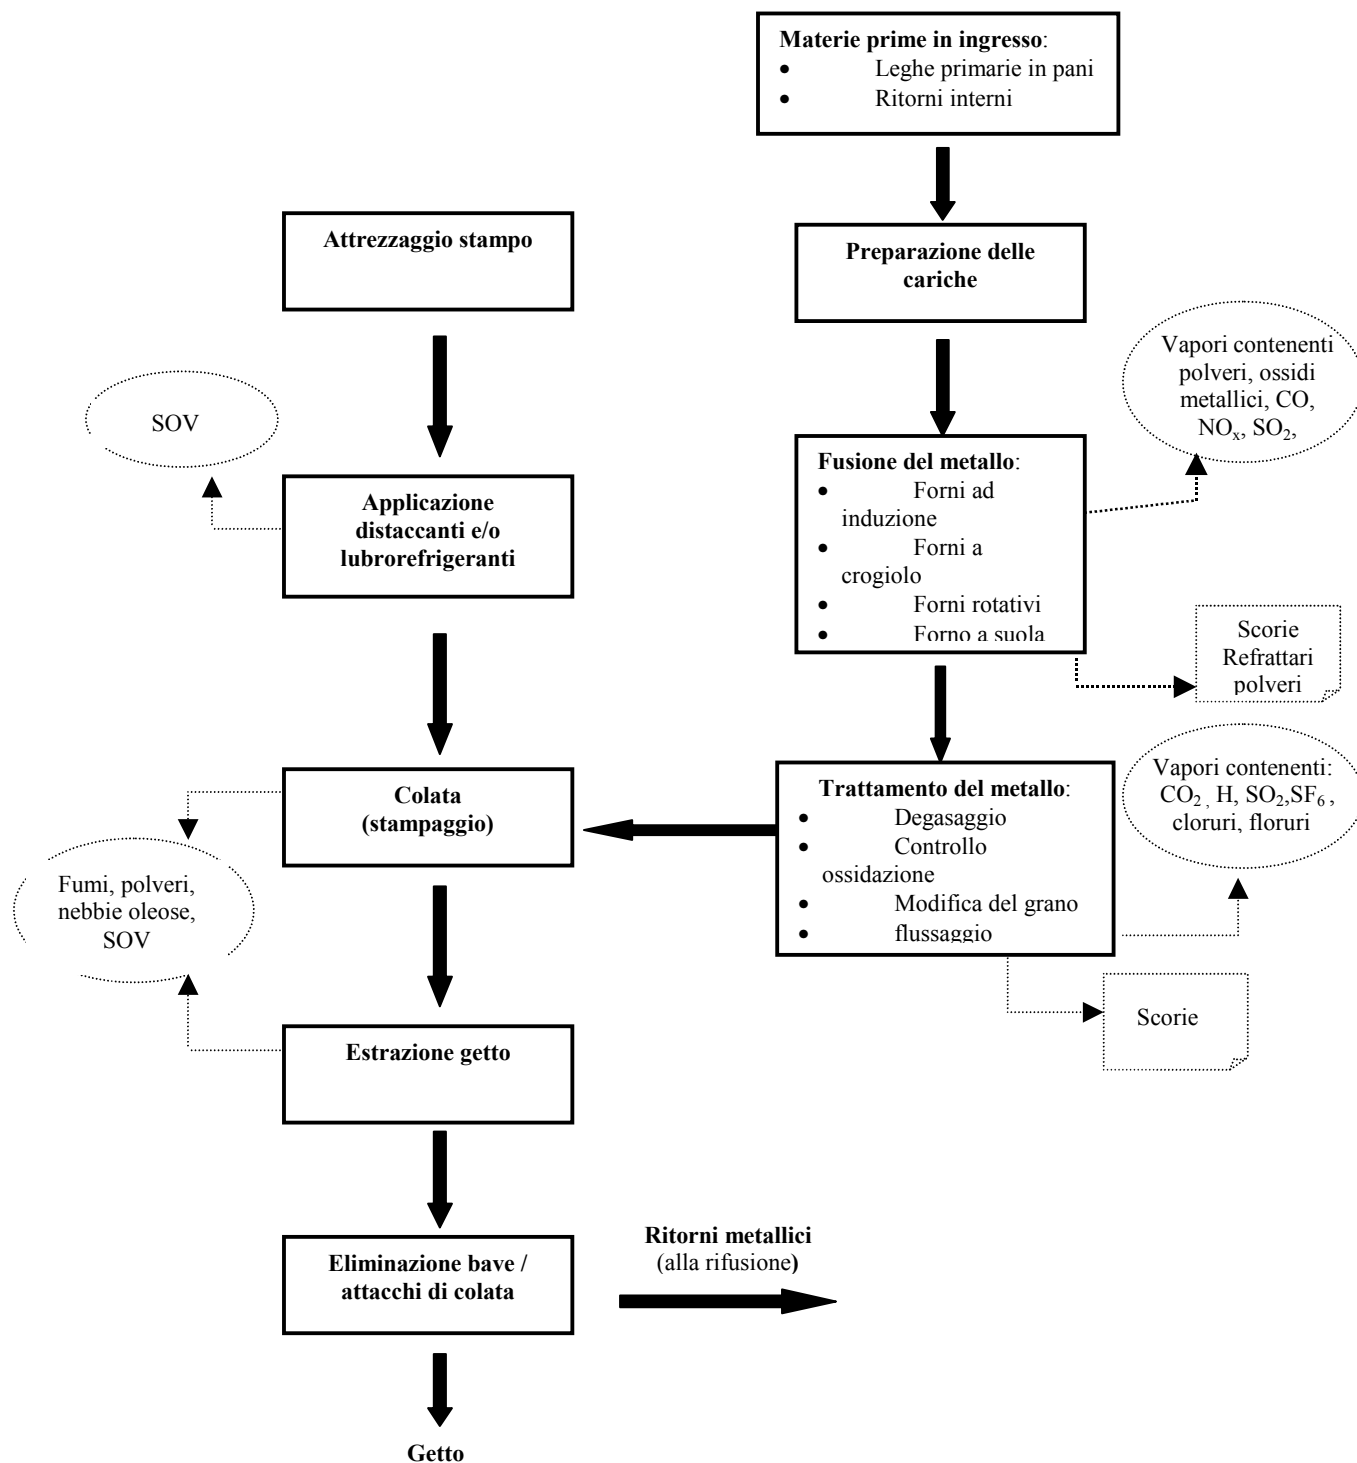 Materie prime in ingresso:
• Leghe primarie in pani
• Ritorni interni
Attrezzaggio stampo
Preparazione delle
cariche
Vapori contenenti
polveri, ossidi
metallici, CO,
NOx, SO2,
SOV
Fusione del metallo:
• Forni ad
induzione
• Forni a
crogiolo
• Forni rotativi
• Forno a suola
Applicazione
distaccanti e/o
lubrorefrigeranti
Scorie
Refrattari
polveri
Colata
(stampaggio)
Trattamento del metallo:
• Degasaggio
• Controllo
ossidazione
• Modifica del grano
• flussaggio
Vapori contenenti:
CO2 , H, SO2,SF6 ,
cloruri, floruri
Fumi, polveri,
nebbie oleose,
SOV
Scorie
Estrazione getto
Eliminazione bave /
attacchi di colata
Ritorni metallici
(alla rifusione)
Getto